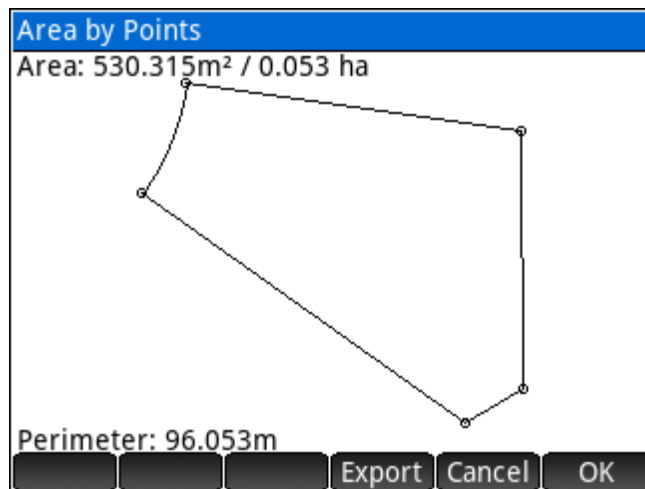 Area by Points
Area: 530.315m² / 0.053 ha
Perimeter: 96.053m
Export Cancel OK